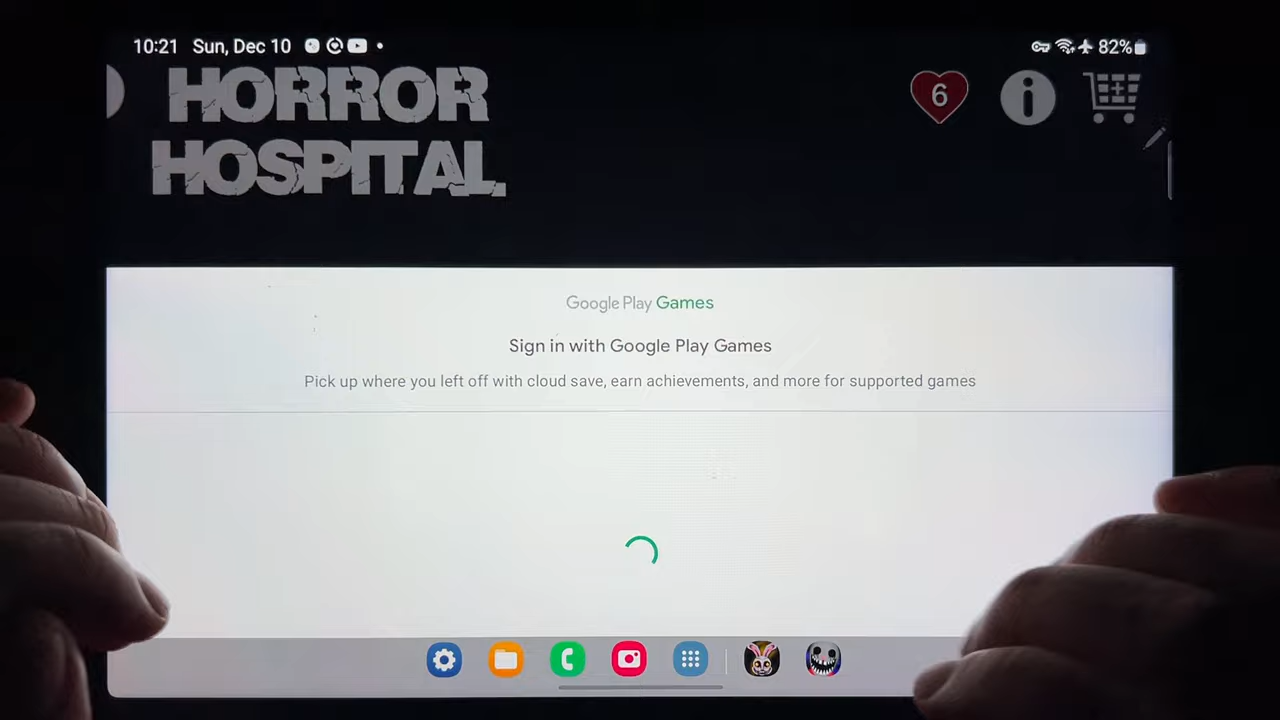 10:21 Sun, Dec 10
82%
HORROR
HOSPITAL
6
i
Google Play Games
Sign in with Google Play Games
Pick up where you left off with cloud save, earn achievements, and more for supported games